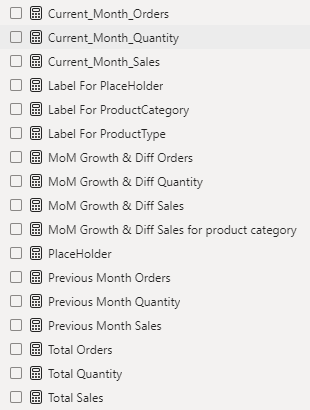 Current_Month_Orders
Current_Month_Quantity
Current_Month_Sales
Label For PlaceHolder
Label For ProductCategory
Label For ProductType
MoM Growth & Diff Orders
MoM Growth & Diff Quantity
MoM Growth & Diff Sales
MoM Growth & Diff Sales for product category
PlaceHolder
Previous Month Orders
Previous Month Quantity
Previous Month Sales
Total Orders
Total Quantity
Total Sales